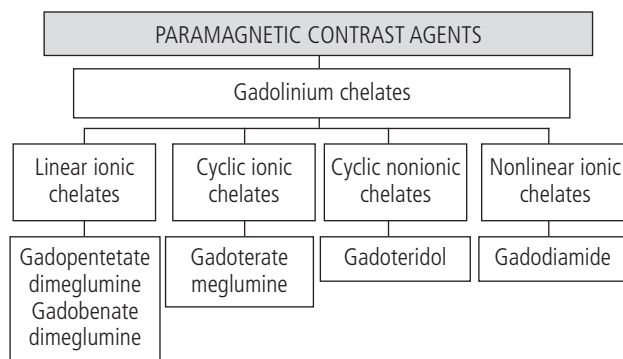 PARAMAGNETIC CONTRAST AGENTS
Gadolinium chelates
Linear ionic
chelates
Cyclic ionic
chelates
Cyclic nonionic
chelates
Nonlinear ionic
chelates
Gadopentetate
dimeglumine
Gadobenate
dimeglumine
Gadoterate
meglumine
Gadoteridol
Gadodiamide